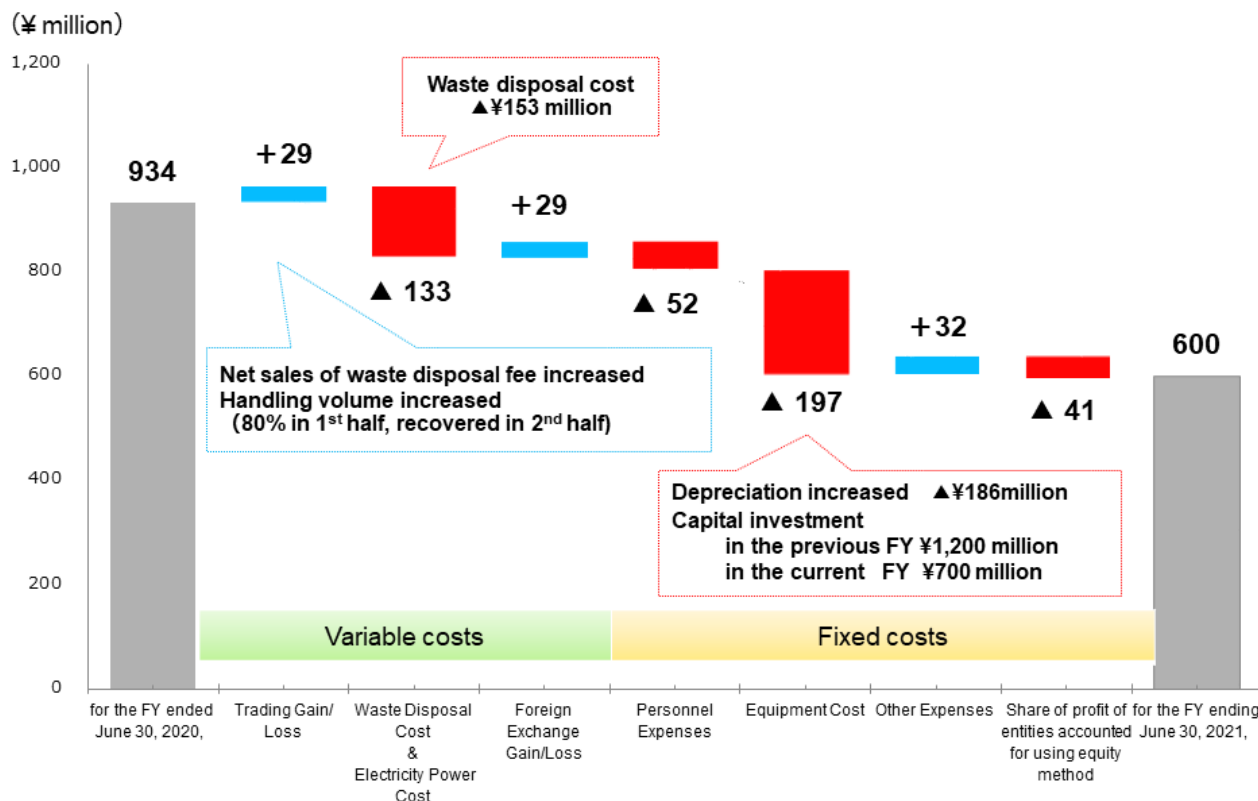 (¥ million)
1,200
1,000
800
600
400
200
0
934
+29
▲ 133
+29
▲ 52
▲ 197
+32
▲ 41
600
Waste disposal cost
▲¥153 million
Net sales of waste disposal fee increased
Handling volume increased
(80% in 1st half, recovered in 2nd half)
Depreciation increased ▲¥186million
Capital investment
in the previous FY ¥1,200 million
in the current FY ¥700 million
Variable costs
Fixed costs
for the FY ended
June 30, 2020,
Trading Gain/
Loss
Waste Disposal
Cost
&
Electricity Power
Cost
Foreign
Exchange
Gain/Loss
Personnel
Expenses
Equipment Cost
Other Expenses
Share of profit of
entities accounted
for using equity
method
for the FY ending
June 30, 2021,